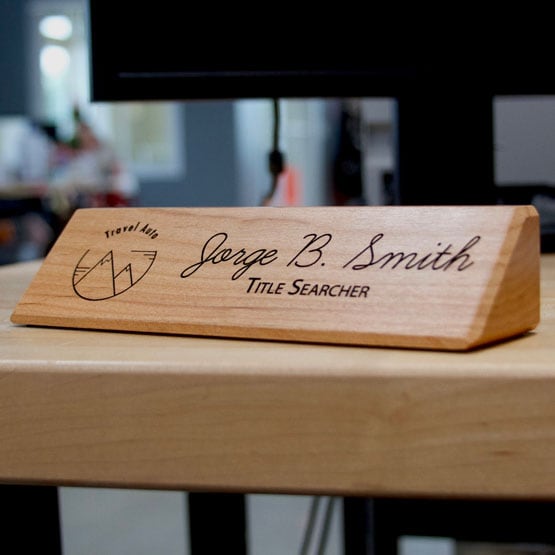 Travel Auto
Jorge B. Smith
Title Searcher